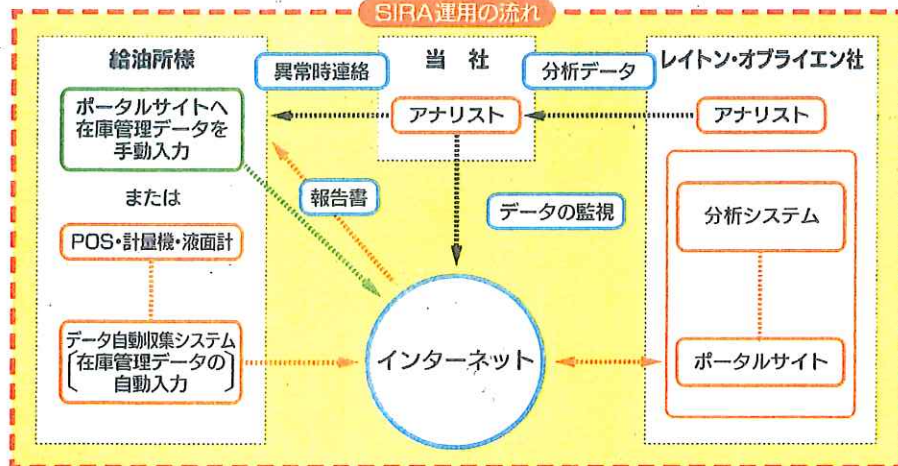 SIRA運用の流れ
給油所様
異常時連絡
当 社
分析データ
レイトン・オブライエン社
ポータルサイトへ
在庫管理データを
手動入力
アナリスト
アナリスト
または
報告書
データの監視
分析システム
POS・計量機・液面計
データ自動収集システム
在庫管理データの
自動入力
インターネット
ポータルサイト